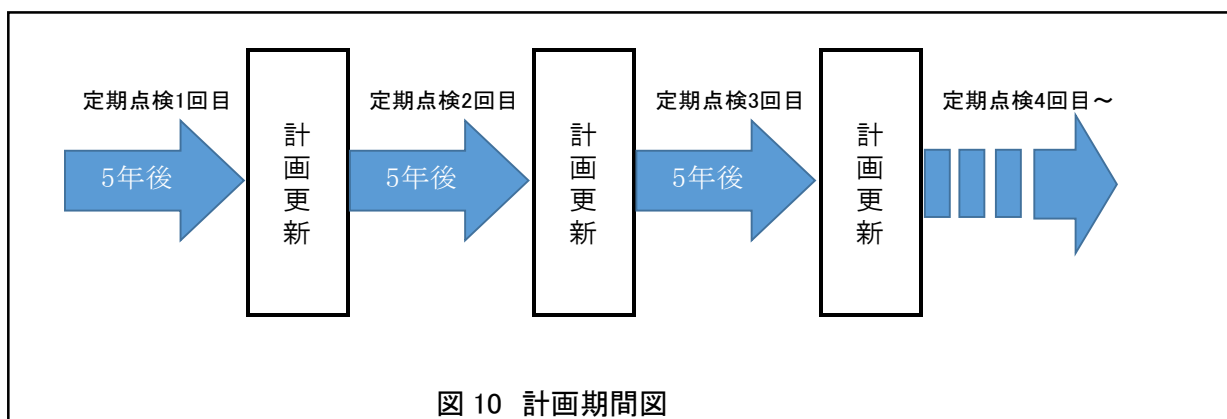 定期点検1回目
定期点検2回目
定期点検3回目
定期点検4回目～
5年後
計画更新
5年後
計画更新
5年後
計画更新
図 10 計画期間図